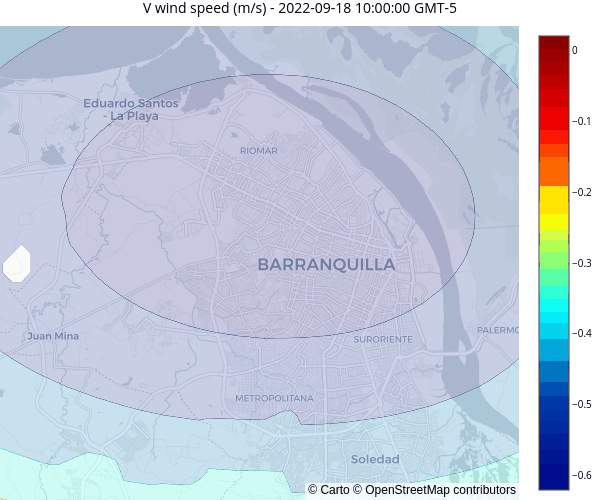 V wind speed (m/s) - 2022-09-18 10:00:00 GMT-5
Eduardo Santos
- La Playa
RIOMAR
BARRANQUILLA
Juan Mina
SURORIENTE
PALERMO
METROPOLITANA
Soledad
© Carto © OpenStreetMap contributors
0
−0.1
−0.2
−0.3
−0.4
−0.5
−0.6